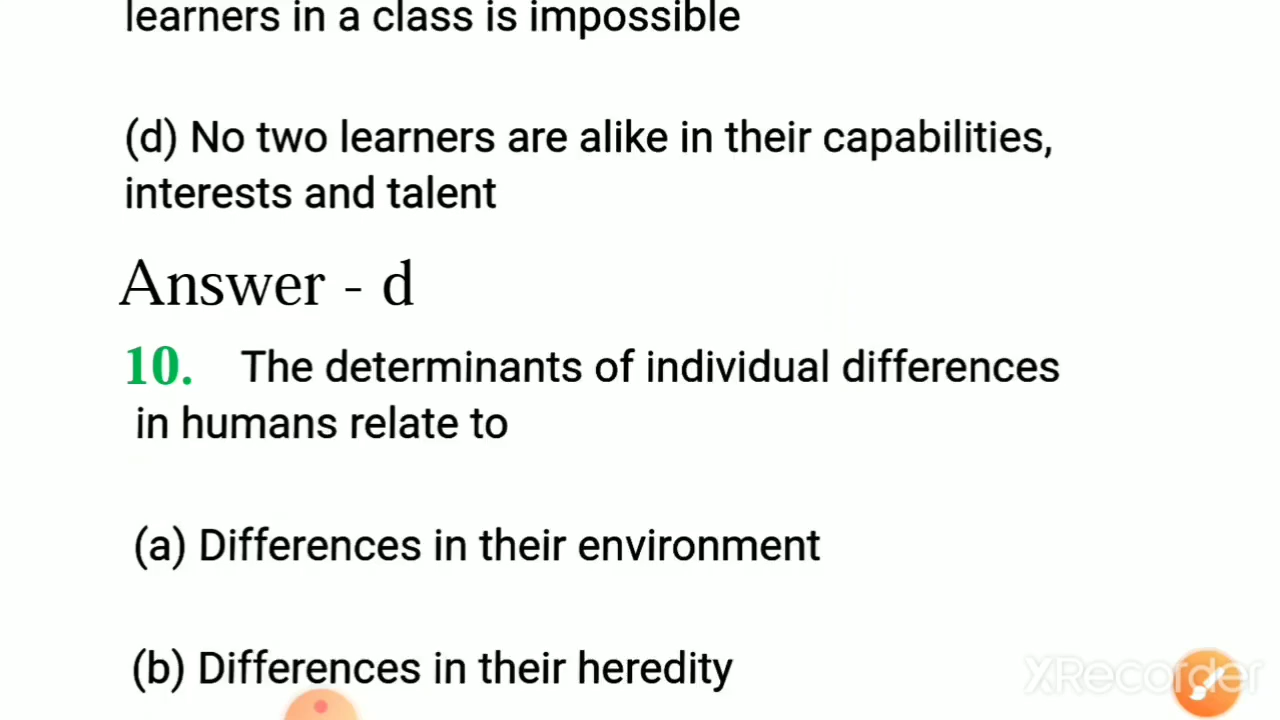 learners in a class is impossible
(d) No two learners are alike in their capabilities,
interests and talent
Answer - d
10. The determinants of individual differences
in humans relate to
(a) Differences in their environment
(b) Differences in their heredity
XRecorder